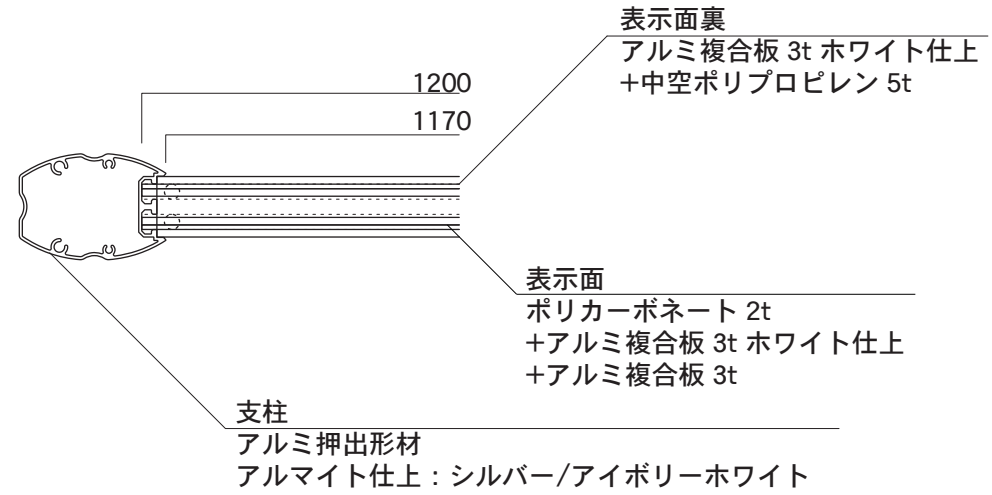 表示面裏
アルミ複合板 3t ホワイト仕上
+中空ポリプロピレン 5t
1200
1170
表示面
ポリカーボネート 2t
+アルミ複合板 3t ホワイト仕上
+アルミ複合板 3t
支柱
アルミ押出形材
アルマイト仕上：シルバー/アイボリーホワイト